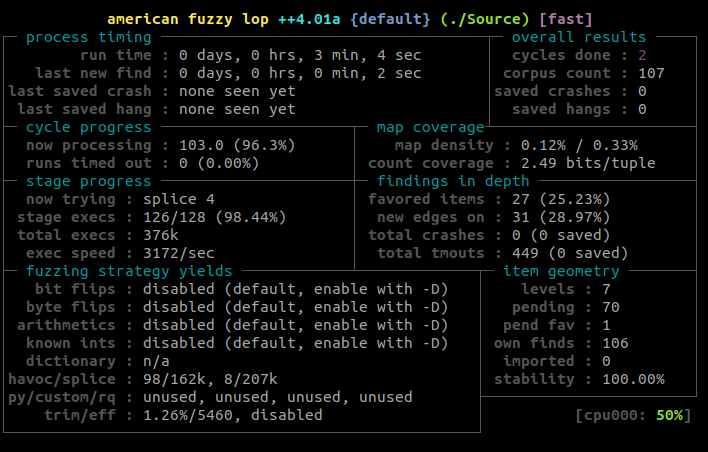 american fuzzy lop ++4.01a {default} (./Source) [fast]
process timing overall results
run time : 0 days, 0 hrs, 3 min, 4 sec cycles done : 2
last new find : 0 days, 0 hrs, 0 min, 2 sec corpus count : 107
last saved crash : none seen yet saved crashes : 0
last saved hang : none seen yet saved hangs : 0
cycle progress map coverage
now processing : 103.0 (96.3%) map density : 0.12% / 0.33%
runs timed out : 0 (0.00%) count coverage : 2.49 bits/tuple
stage progress findings in depth
now trying : splice 4 favored items : 27 (25.23%)
stage execs : 126/128 (98.44%) new edges on : 31 (28.97%)
total execs : 376k total crashes : 0 (0 saved)
exec speed : 3172/sec total tmouts : 449 (0 saved)
fuzzing strategy yields item geometry
bit flips : disabled (default, enable with -D) levels : 7
byte flips : disabled (default, enable with -D) pending : 70
arithmetics : disabled (default, enable with -D) pend fav : 1
known ints : disabled (default, enable with -D) own finds : 106
dictionary : n/a imported : 0
havoc/splice : 98/162k, 8/207k stability : 100.00%
py/custom/rq : unused, unused, unused, unused
trim/eff : 1.26%/5460, disabled [cpu000: 50%]